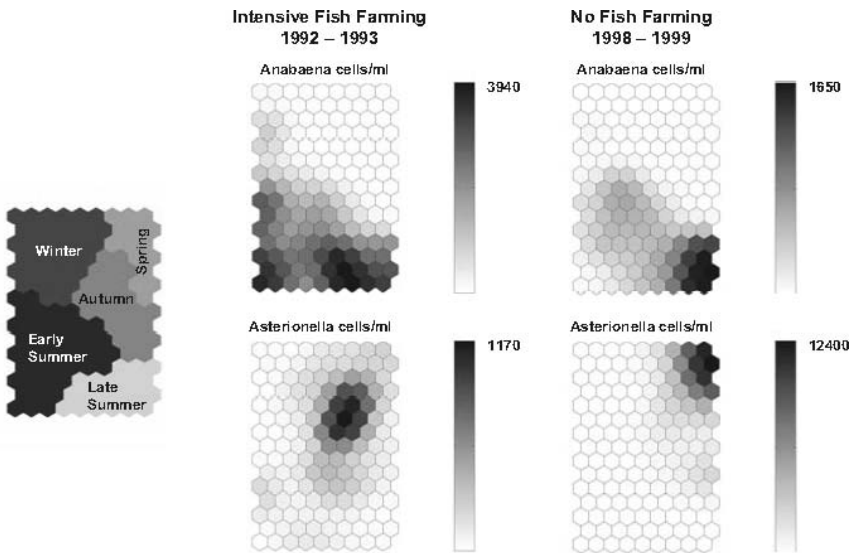 Intensive Fish Farming
1992 – 1993
No Fish Farming
1998 – 1999
Anabaena cells/ml
3940
Anabaena cells/ml
1650
Winter
Spring
Autumn
Early
Summer
Late
Summer
Asterionella cells/ml
1170
Asterionella cells/ml
12400